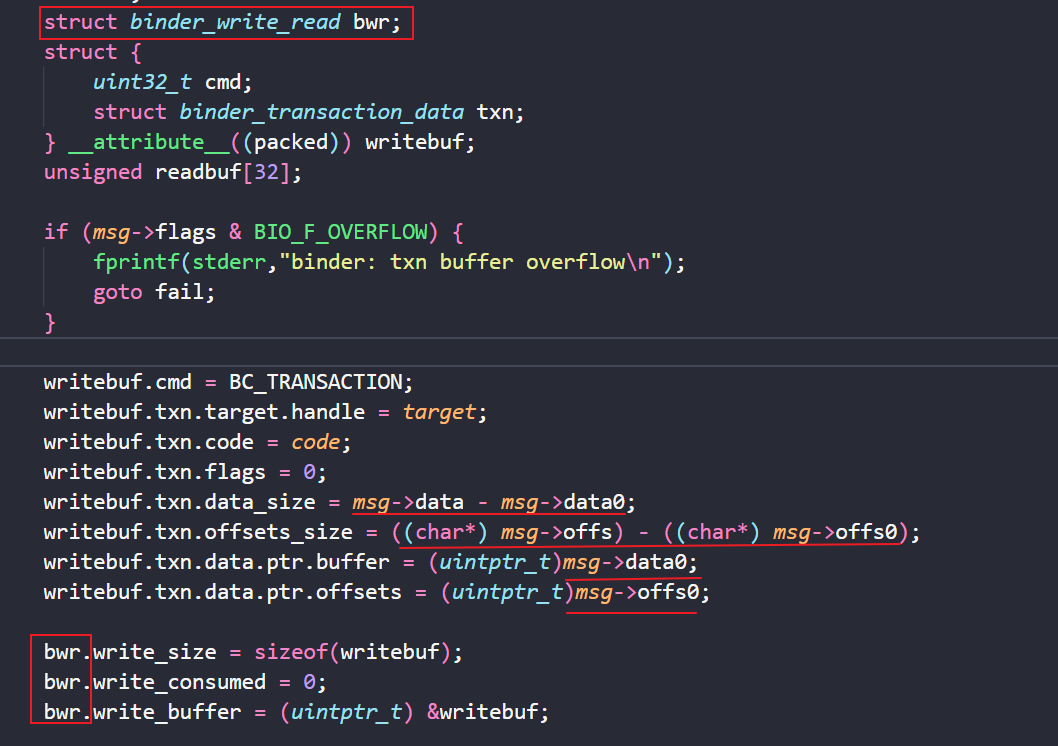 struct binder_write_read bwr;
struct {
    uint32_t cmd;
    struct binder_transaction_data txn;
} __attribute__((packed)) writebuf;
unsigned readbuf[32];

if (msg->flags & BIO_F_OVERFLOW) {
    fprintf(stderr,"binder: txn buffer overflow\n");
    goto fail;
}

writebuf.cmd = BC_TRANSACTION;
writebuf.txn.target.handle = target;
writebuf.txn.code = code;
writebuf.txn.flags = 0;
writebuf.txn.data_size = msg->data - msg->data0;
writebuf.txn.offsets_size = ((char*) msg->offs) - ((char*) msg->offs0);
writebuf.txn.data.ptr.buffer = (uintptr_t)msg->data0;
writebuf.txn.data.ptr.offsets = (uintptr_t)msg->offs0;

bwr.write_size = sizeof(writebuf);
bwr.write_consumed = 0;
bwr.write_buffer = (uintptr_t) &writebuf;